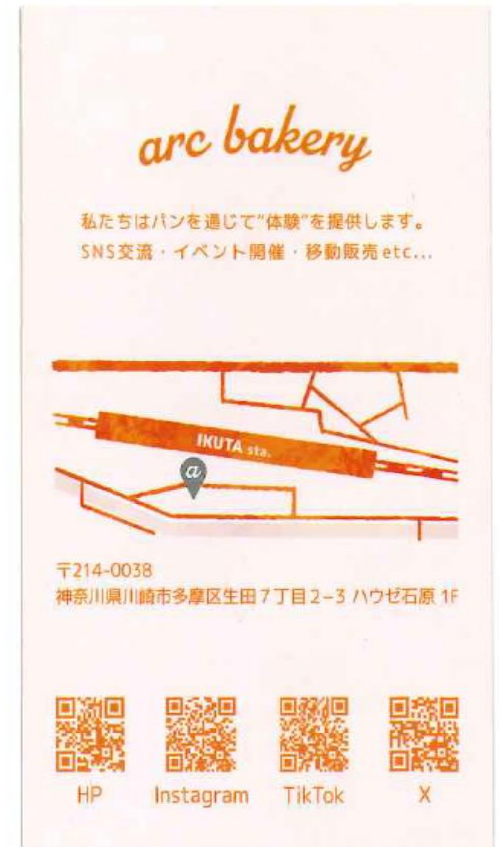 arc bakery
私たちはパンを通じて"体験"を提供します。
SNS交流・イベント開催・移動販売etc...
IKUTA sta.
a
〒214-0038
神奈川県川崎市多摩区生田7丁目2-3 ハウゼ石原 1F
HP Instagram TikTok X